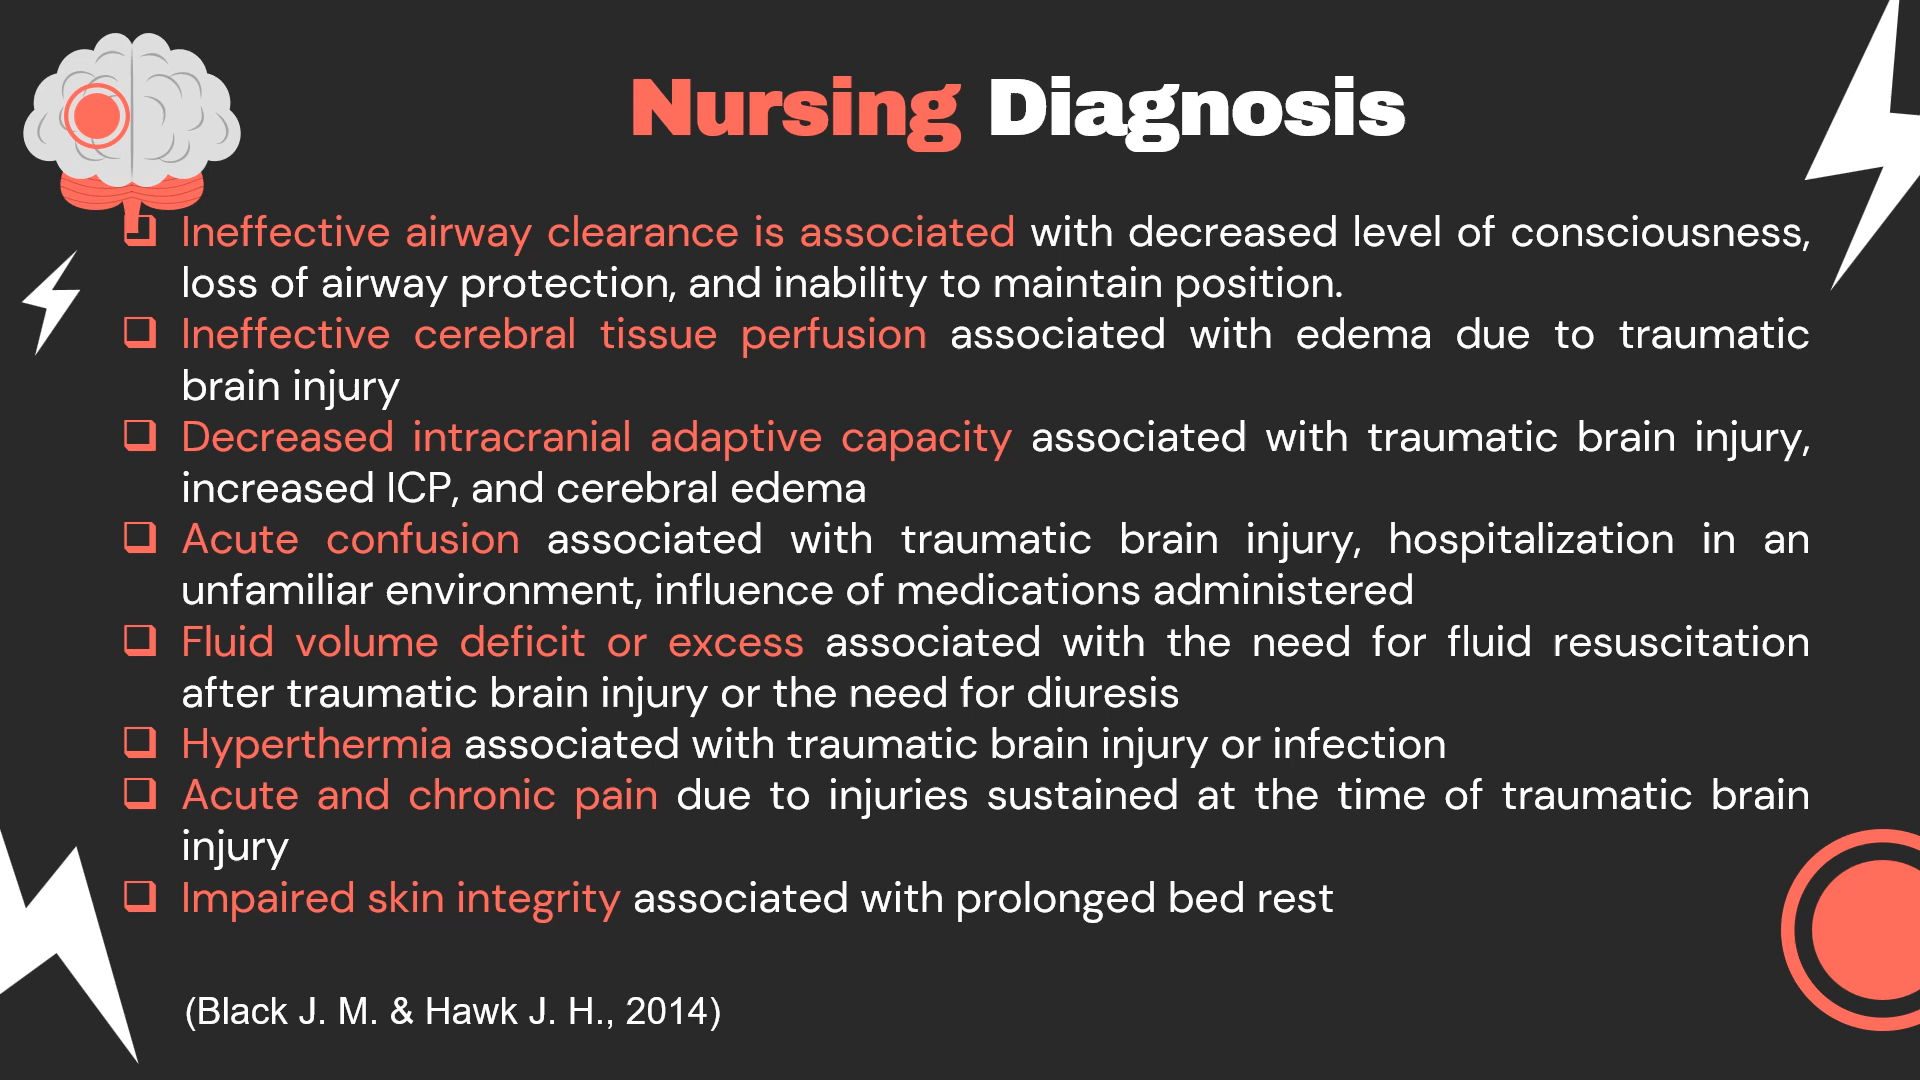 Nursing Diagnosis
❑ Ineffective airway clearance is associated with decreased level of consciousness,
loss of airway protection, and inability to maintain position.
❑ Ineffective cerebral tissue perfusion associated with edema due to traumatic
brain injury
❑ Decreased intracranial adaptive capacity associated with traumatic brain injury,
increased ICP, and cerebral edema
❑ Acute confusion associated with traumatic brain injury, hospitalization in an
unfamiliar environment, influence of medications administered
❑ Fluid volume deficit or excess associated with the need for fluid resuscitation
after traumatic brain injury or the need for diuresis
❑ Hyperthermia associated with traumatic brain injury or infection
❑ Acute and chronic pain due to injuries sustained at the time of traumatic brain
injury
❑ Impaired skin integrity associated with prolonged bed rest
(Black J. M. & Hawk J. H., 2014)